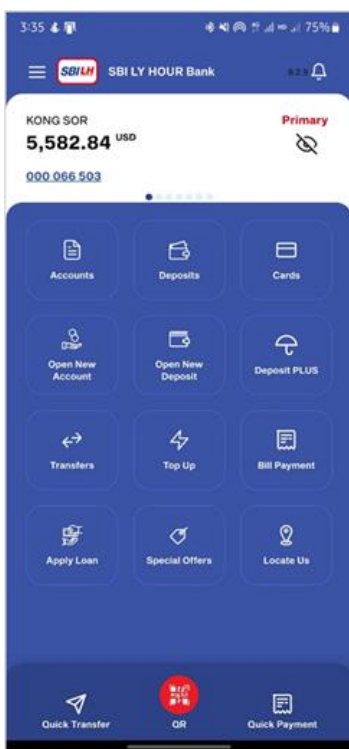 3:35 75%
SBI LH SBI LY HOUR Bank
KONG SOR Primary
5,582.84 USD
000 066 503
Accounts Deposits Cards
Open New Account Open New Deposit Deposit PLUS
Transfers Top Up Bill Payment
Apply Loan Special Offers Locate Us
Quick Transfer QR Quick Payment